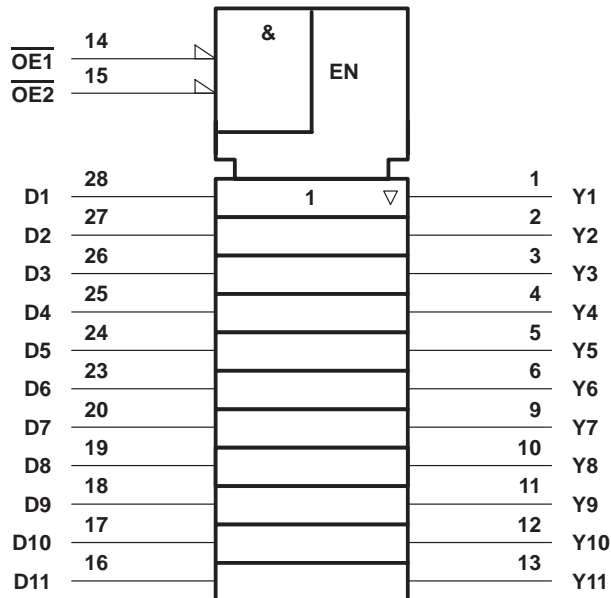 &
14
OE1
EN
15
OE2
28 1
D1 1 ▽ Y1
27 2
D2 Y2
26 3
D3 Y3
25 4
D4 Y4
24 5
D5 Y5
23 6
D6 Y6
20 9
D7 Y7
19 10
D8 Y8
18 11
D9 Y9
17 12
D10 Y10
16 13
D11 Y11